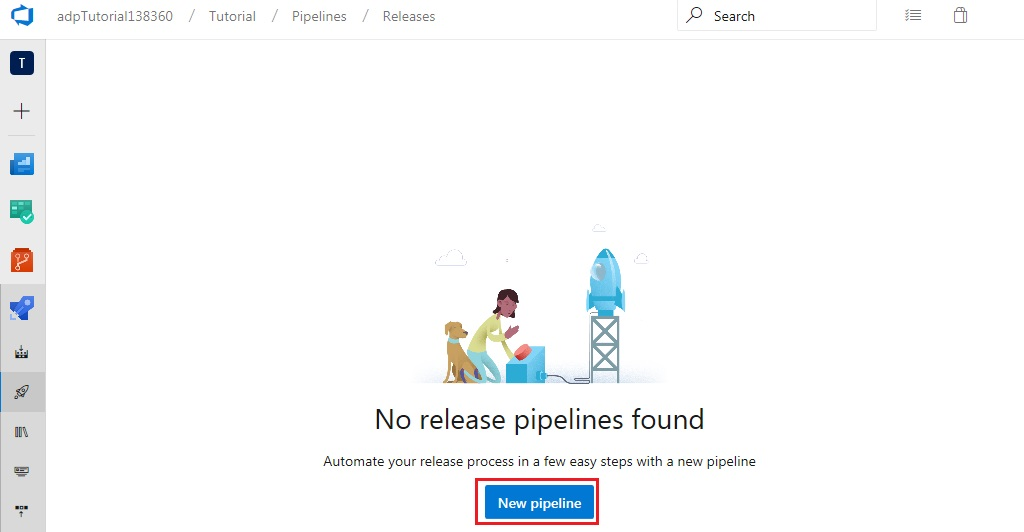 adpTutorial138360 / Tutorial / Pipelines / Releases
Search
T
No release pipelines found
Automate your release process in a few easy steps with a new pipeline
New pipeline